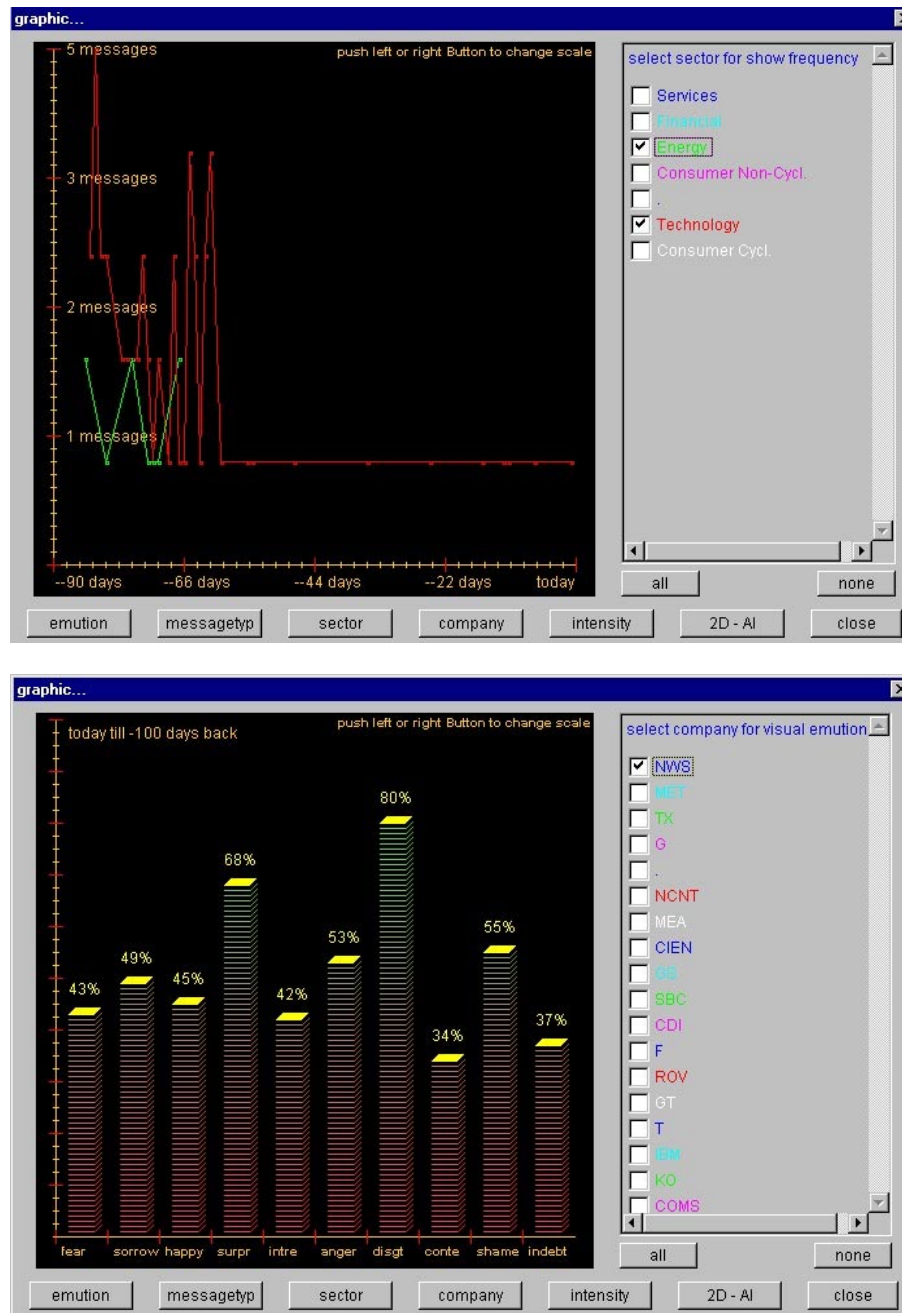 graphic...
5 messages
push left or right Button to change scale
3 messages
2 messages
1 messages
--90 days --66 days --44 days --22 days today
select sector for show frequency
Services
Financial
Energy
Consumer Non-Cycl.
.
Technology
Consumer Cycl.
all none
emution messagetyp sector company intensity 2D - AI close
graphic...
today till -100 days back
push left or right Button to change scale
80%
68%
55%
53%
49%
45%
43%
42%
37%
34%
fear sorrow happy surpr intre anger disgt conte shame indebt
select company for visual emution
NWS
MET
TX
G
.
NCNT
MEA
CIEN
GS
SBC
CDI
F
ROV
GT
T
IBM
KO
COMS
all none
emution messagetyp sector company intensity 2D - AI close